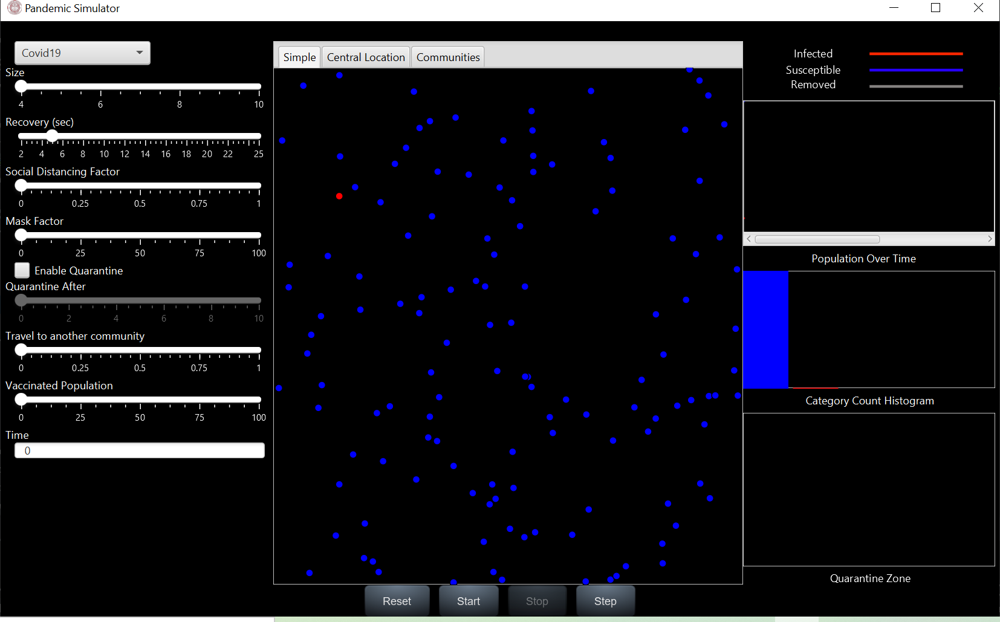 Pandemic Simulator
Covid19
Size
4 6 8 10
Recovery (sec)
2 4 6 8 10 12 14 16 18 20 22 25
Social Distancing Factor
0 0.25 0.5 0.75 1
Mask Factor
0 25 50 75 100
Enable Quarantine
Quarantine After
0 2 4 6 8 10
Travel to another community
0 0.25 0.5 0.75 1
Vaccinated Population
0 25 50 75 100
Time
0
Simple Central Location Communities
Reset Start Stop Step
Infected
Susceptible
Removed
Population Over Time
Category Count Histogram
Quarantine Zone